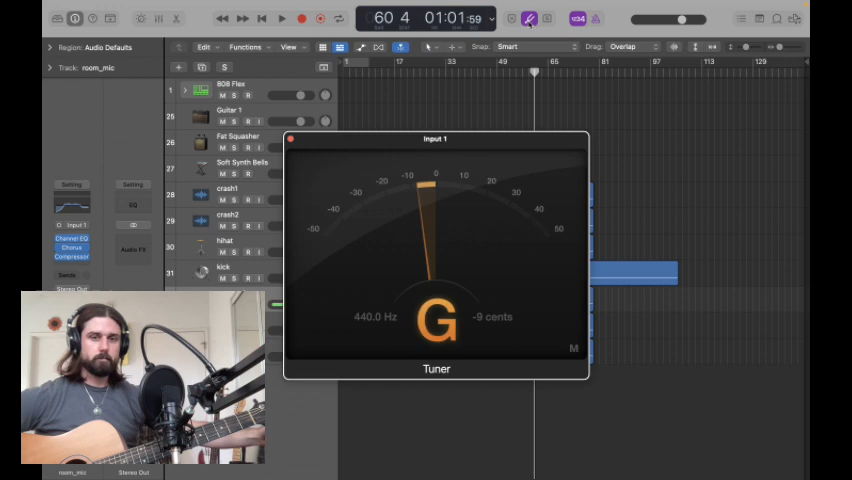 60 4 01:01:59
1234
Region: Audio Defaults
Edit Functions View
Snap: Smart
Drag: Overlap
Track: room_mic
S
1 17 33 49 65 81 97 113 129
1 808 Flex
M S R
25 Guitar 1
M S R I
26 Fat Squasher
M S R I
27 Soft Synth Bells
M S R
28 crash1
M S R I
29 crash2
M S R I
30 hihat
M S R I
31 kick
M S R I
Setting Setting
EQ
Input 1
Channel EQ
Chorus
Compressor
Audio FX
Sends
Stereo Out
Input 1
-50 -40 -30 -20 -10 0 10 20 30 40 50
440.0 Hz G -9 cents
M
Tuner
room_mic Stereo Out